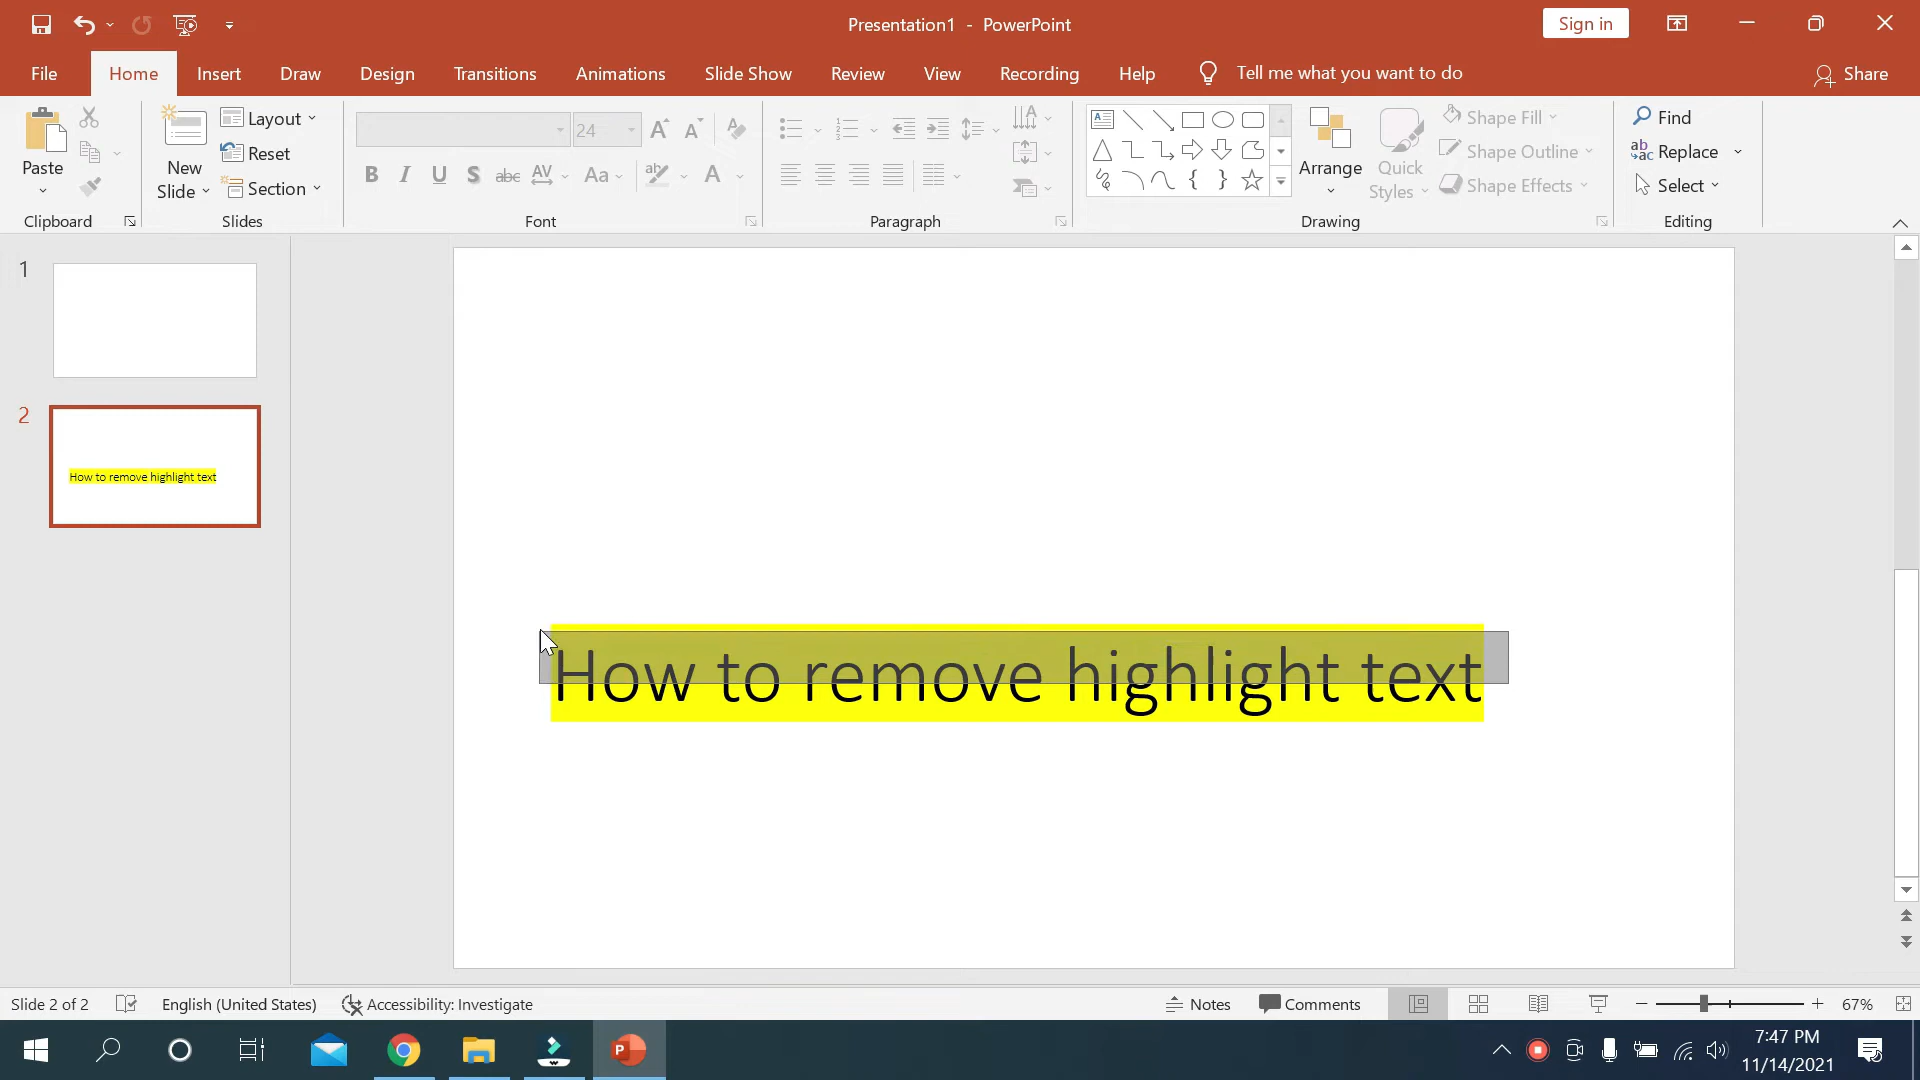 Presentation1 - PowerPoint
Sign in
File Home Insert Draw Design Transitions Animations Slide Show Review View Recording Help Tell me what you want to do Share
Paste
Clipboard
New
Slide
Layout
Reset
Section
Slides
24
B I U S abc AV Aa A
Font
Paragraph
Arrange
Quick
Styles
Shape Fill
Shape Outline
Shape Effects
Drawing
Find
Replace
Select
Editing
1
2
How to remove highlight text
How to remove highlight text
Slide 2 of 2 English (United States) Accessibility: Investigate Notes Comments 67%
7:47 PM
11/14/2021